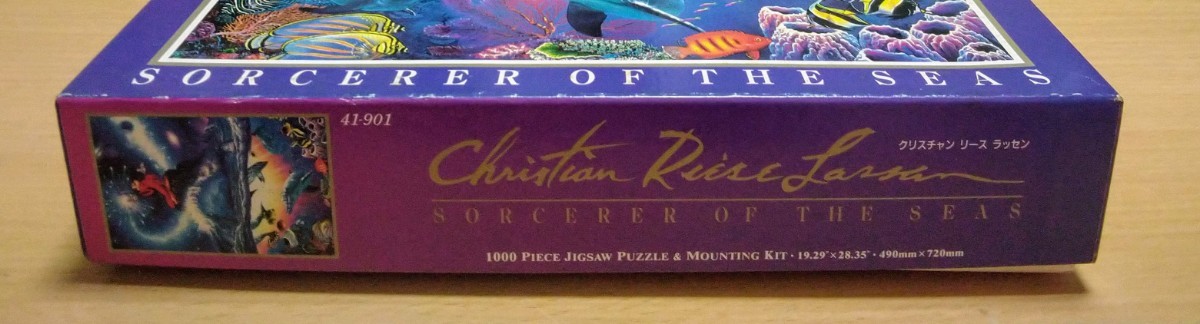 SORCERER OF THE SEAS
41-901
クリスチャン リース ラッセン
Christian Riese Lassen
SORCERER OF THE SEAS
1000 PIECE JIGSAW PUZZLE & MOUNTING KIT · 19.29"×28.35" · 490mm×720mm